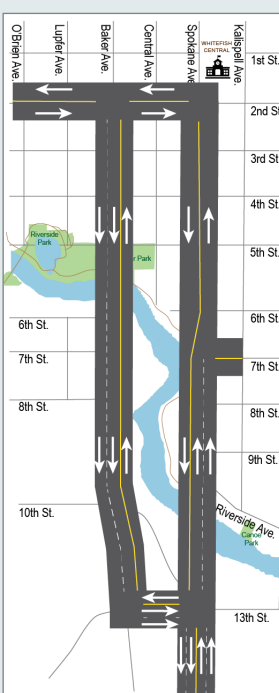 O'Brien Ave.
Lupfer Ave.
Baker Ave.
Central Ave.
Spokane Ave.
WHITEFISH
CENTRAL
Kalispell Ave.
1st St.
2nd St
3rd St.
4th St.
5th St.
Riverside
Park
r Park
6th St.
6th St.
7th St.
7th St.
8th St.
8th St.
9th St.
10th St.
Riverside Ave.
Canoe
Park
13th St.